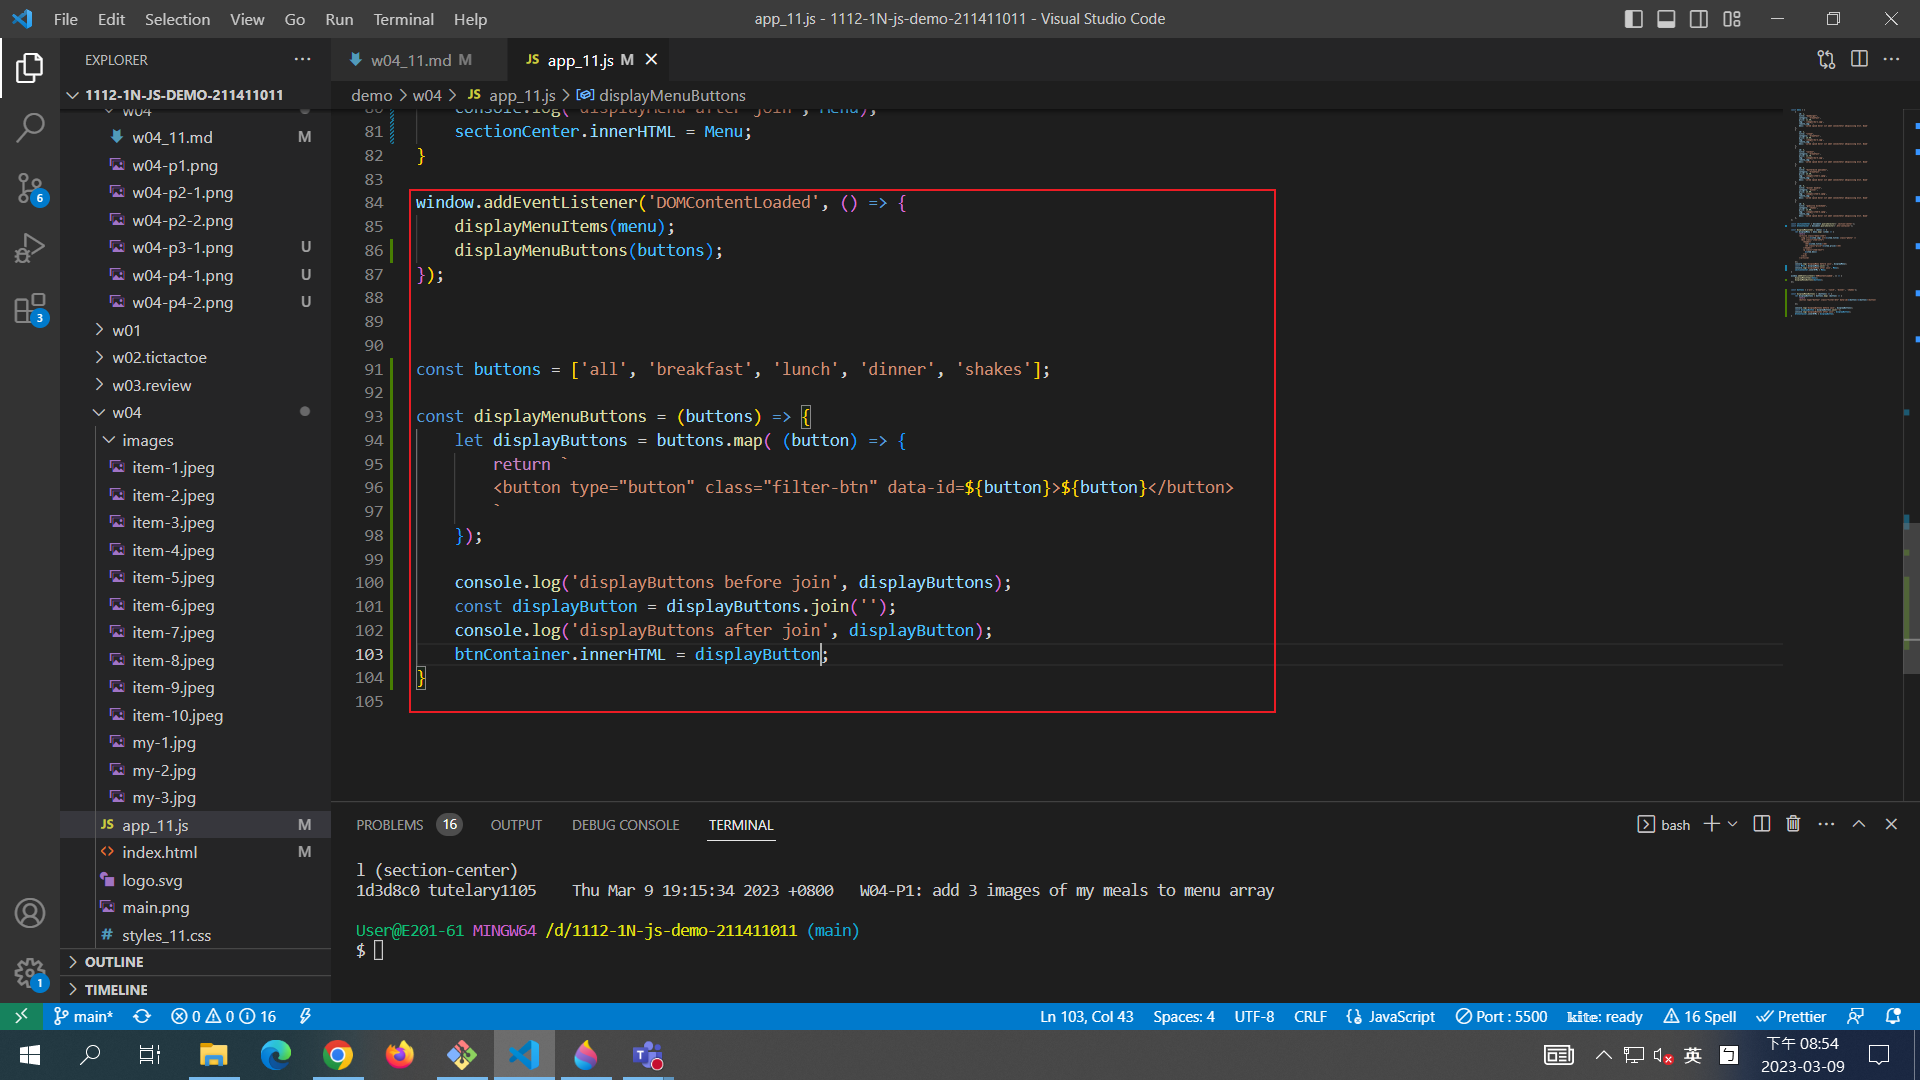 File Edit Selection View Go Run Terminal Help
app_11.js - 1112-1N-js-demo-211411011 - Visual Studio Code
EXPLORER
1112-1N-JS-DEMO-211411011
w04
w04_11.md M
w04-p1.png
w04-p2-1.png
w04-p2-2.png
w04-p3-1.png U
w04-p4-1.png U
w04-p4-2.png U
w01
w02.tictactoe
w03.review
w04
images
item-1.jpeg
item-2.jpeg
item-3.jpeg
item-4.jpeg
item-5.jpeg
item-6.jpeg
item-7.jpeg
item-8.jpeg
item-9.jpeg
item-10.jpeg
my-1.jpg
my-2.jpg
my-3.jpg
JS app_11.js M
index.html M
logo.svg
main.png
# styles_11.css
OUTLINE
TIMELINE
6
3
1
w04_11.md M
JS app_11.js M
demo > w04 > JS app_11.js > displayMenuButtons
80 console.log('displayMenu after join', Menu);
81 sectionCenter.innerHTML = Menu;
82 }
83
84 window.addEventListener('DOMContentLoaded', () => {
85 displayMenuItems(menu);
86 displayMenuButtons(buttons);
87 });
88
89
90
91 const buttons = ['all', 'breakfast', 'lunch', 'dinner', 'shakes'];
92
93 const displayMenuButtons = (buttons) => {
94 let displayButtons = buttons.map( (button) => {
95 return `
96 <button type="button" class="filter-btn" data-id=${button}>${button}</button>
97 `
98 });
99
100 console.log('displayButtons before join', displayButtons);
101 const displayButton = displayButtons.join('');
102 console.log('displayButtons after join', displayButton);
103 btnContainer.innerHTML = displayButton;
104 }
105
PROBLEMS 16 OUTPUT DEBUG CONSOLE TERMINAL
bash
l (section-center)
1d3d8c0 tutelary1105 Thu Mar 9 19:15:34 2023 +0800 W04-P1: add 3 images of my meals to menu array
User@E201-61 MINGW64 /d/1112-1N-js-demo-211411011 (main)
$
main* 0 0 16
Ln 103, Col 43 Spaces: 4 UTF-8 CRLF JavaScript Port : 5500 kite: ready 16 Spell Prettier
英
下午 08:54
2023-03-09